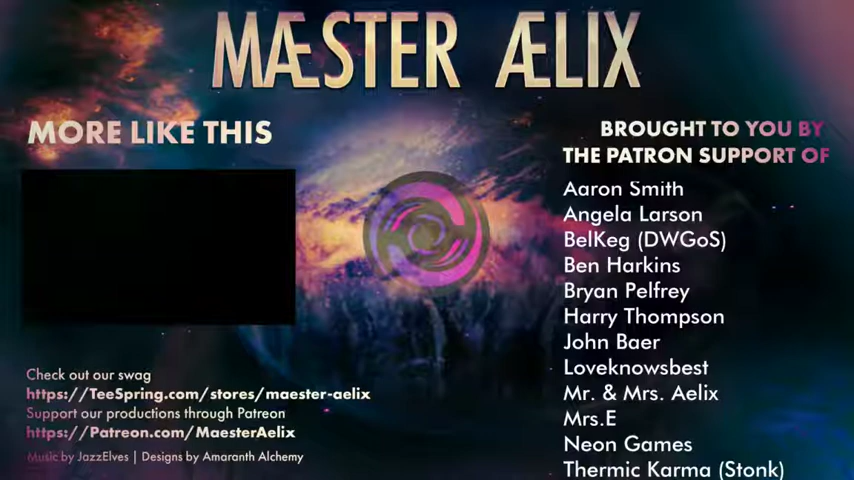 MÆSTER ÆLIX
MORE LIKE THIS
BROUGHT TO YOU BY
THE PATRON SUPPORT OF
Aaron Smith
Angela Larson
BelKeg (DWGoS)
Ben Harkins
Bryan Pelfrey
Harry Thompson
John Baer
Loveknowsbest
Mr. & Mrs. Aelix
Mrs.E
Neon Games
Thermic Karma (Stonk)
Check out our swag
https://TeeSpring.com/stores/maester-aelix
Support our productions through Patreon
https://Patreon.com/MaesterAelix
Music by JazzElves | Designs by Amaranth Alchemy